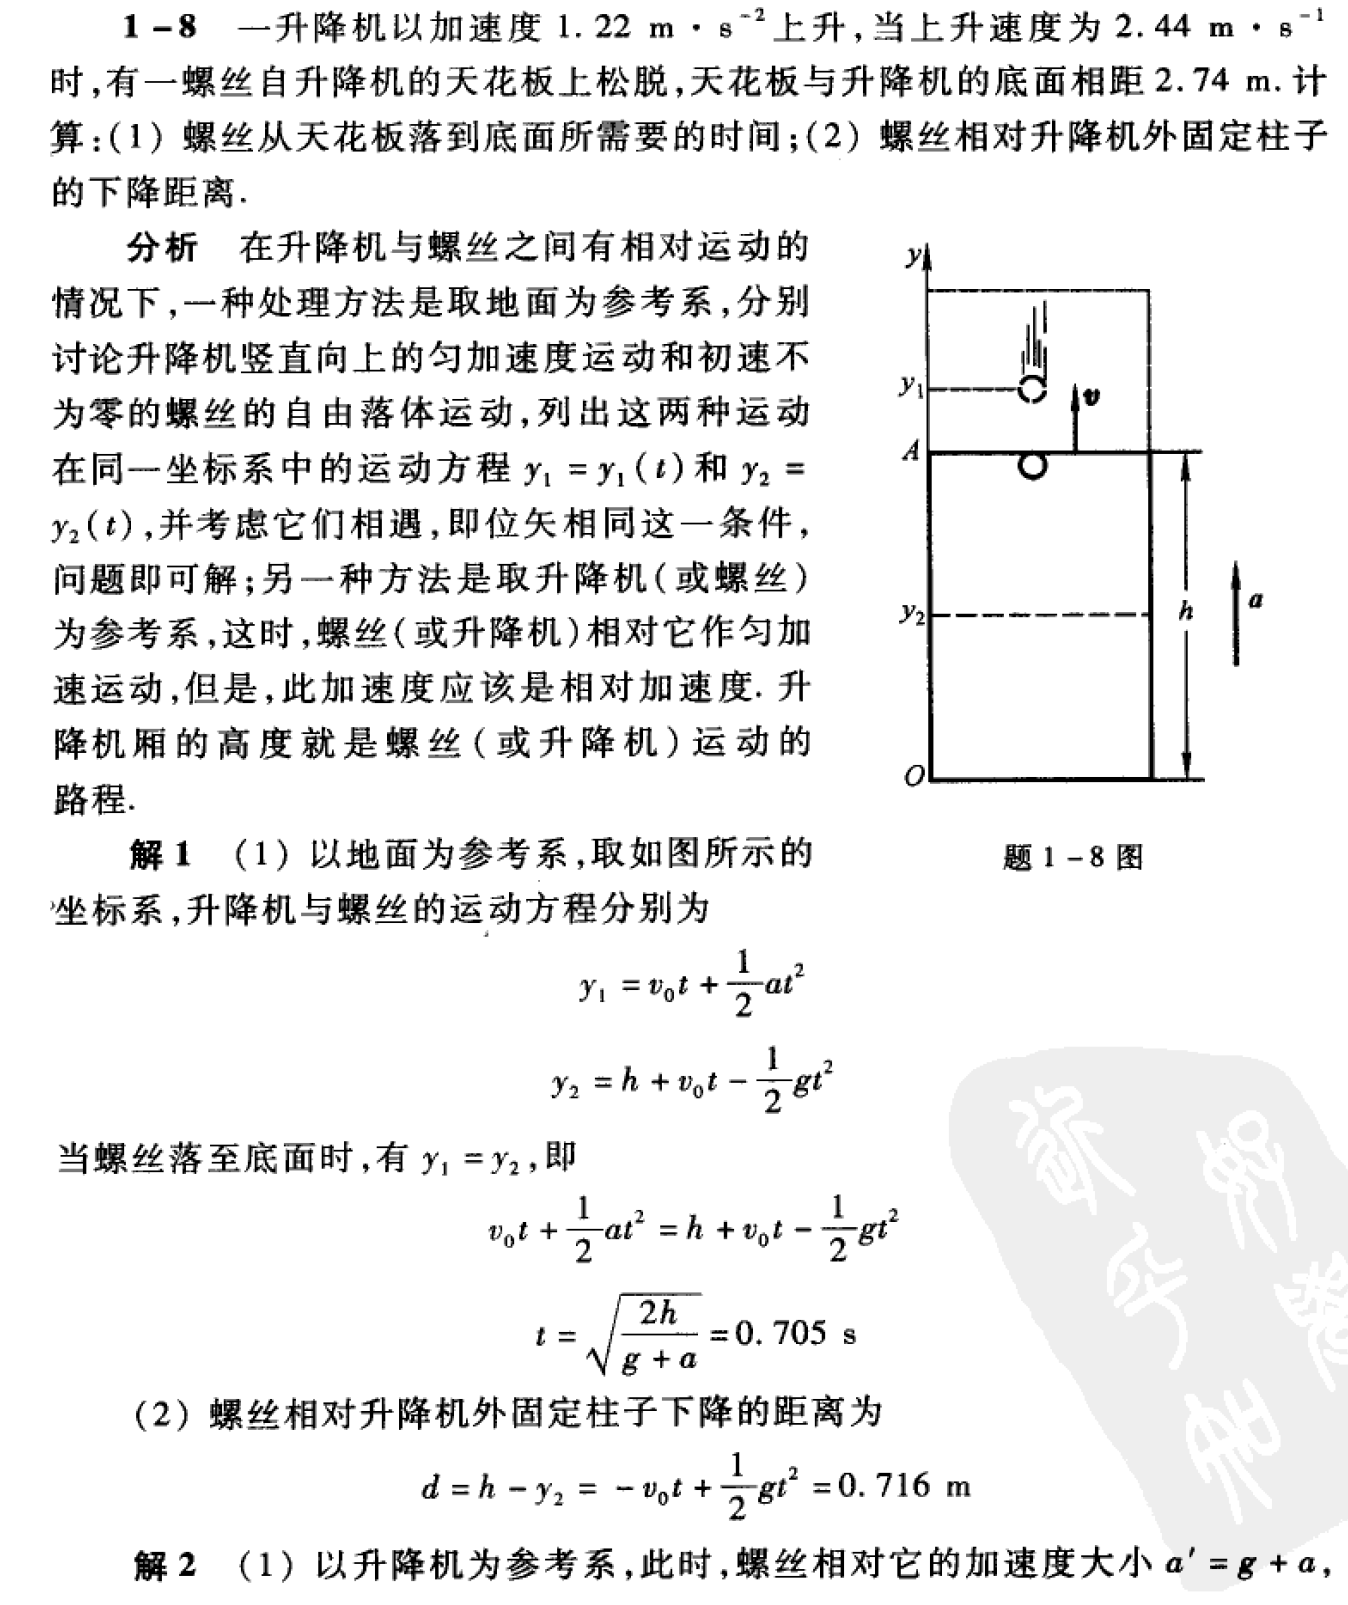 1-8 一升降机以加速度 1.22 m·s⁻²上升,当上升速度为 2.44 m·s⁻¹
时,有一螺丝自升降机的天花板上松脱,天花板与升降机的底面相距 2.74 m.计
算:(1) 螺丝从天花板落到底面所需要的时间;(2) 螺丝相对升降机外固定柱子
的下降距离.
分析 在升降机与螺丝之间有相对运动的
情况下,一种处理方法是取地面为参考系,分别
讨论升降机竖直向上的匀加速度运动和初速不
为零的螺丝的自由落体运动,列出这两种运动
在同一坐标系中的运动方程 y₁ = y₁(t)和 y₂ =
y₂(t),并考虑它们相遇,即位矢相同这一条件,
问题即可解;另一种方法是取升降机(或螺丝)
为参考系,这时,螺丝(或升降机)相对它作匀加
速运动,但是,此加速度应该是相对加速度.升
降机厢的高度就是螺丝(或升降机)运动的
路程.
y
y₁
v
A
y₂
h
a
O
题 1-8 图
解 1 (1) 以地面为参考系,取如图所示的
坐标系,升降机与螺丝的运动方程分别为
y₁ = v₀t + 1/2 at²
y₂ = h + v₀t - 1/2 gt²
当螺丝落至底面时,有 y₁ = y₂,即
v₀t + 1/2 at² = h + v₀t - 1/2 gt²
t = √(2h/(g + a)) = 0.705 s
(2) 螺丝相对升降机外固定柱子下降的距离为
d = h - y₂ = - v₀t + 1/2 gt² = 0.716 m
解 2 (1) 以升降机为参考系,此时,螺丝相对它的加速度大小 a′ = g + a,